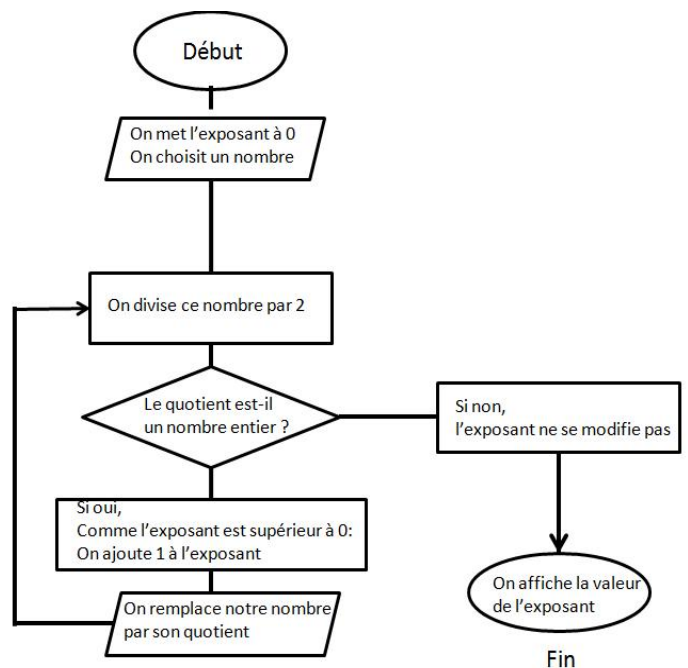 Début
On met l'exposant à 0
On choisit un nombre
On divise ce nombre par 2
Le quotient est-il
un nombre entier ?
Si non,
l'exposant ne se modifie pas
Si oui,
Comme l'exposant est supérieur à 0:
On ajoute 1 à l'exposant
On remplace notre nombre
par son quotient
On affiche la valeur
de l'exposant
Fin